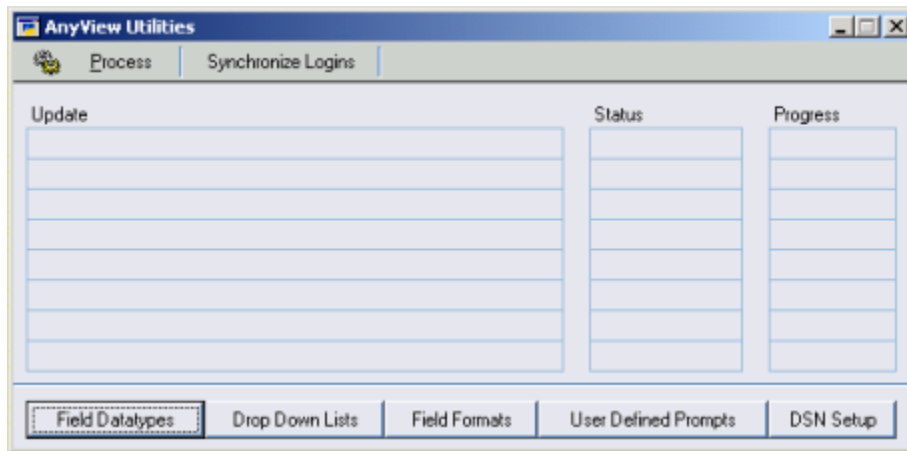 AnyView Utilities
Process Synchronize Logins
Update Status Progress
Field Datatypes Drop Down Lists Field Formats User Defined Prompts DSN Setup